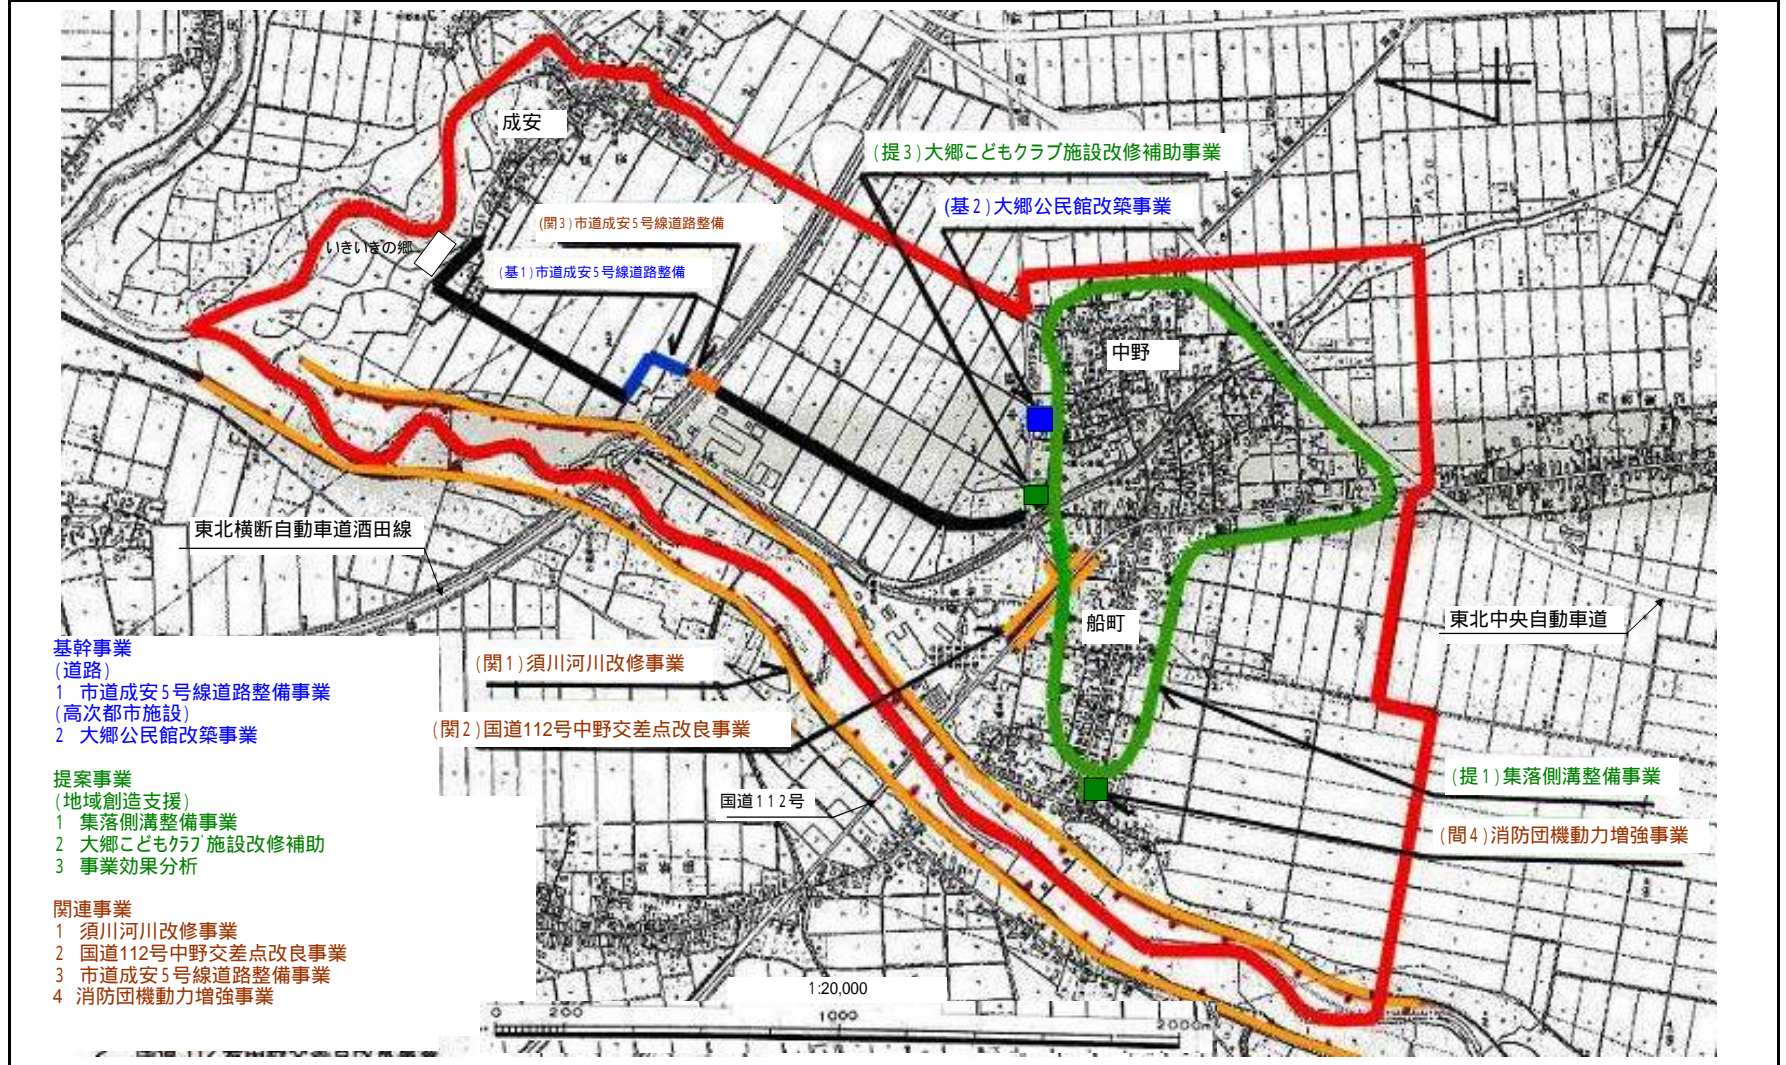 成安
(提3)大郷こどもクラブ施設改修補助事業
(基2)大郷公民館改築事業
(関3)市道成安5号線道路整備
いきいきの郷
(基1)市道成安5号線道路整備
中野
東北横断自動車道酒田線
船町
東北中央自動車道
(関1)須川河川改修事業
(関2)国道112号中野交差点改良事業
国道112号
(提1)集落側溝整備事業
(間4)消防団機動力増強事業
基幹事業
(道路)
1 市道成安5号線道路整備事業
(高次都市施設)
2 大郷公民館改築事業
提案事業
(地域創造支援)
1 集落側溝整備事業
2 大郷こどもクラブ施設改修補助
3 事業効果分析
関連事業
1 須川河川改修事業
2 国道112号中野交差点改良事業
3 市道成安5号線道路整備事業
4 消防団機動力増強事業
1:20,000
0 200 1000 2000m